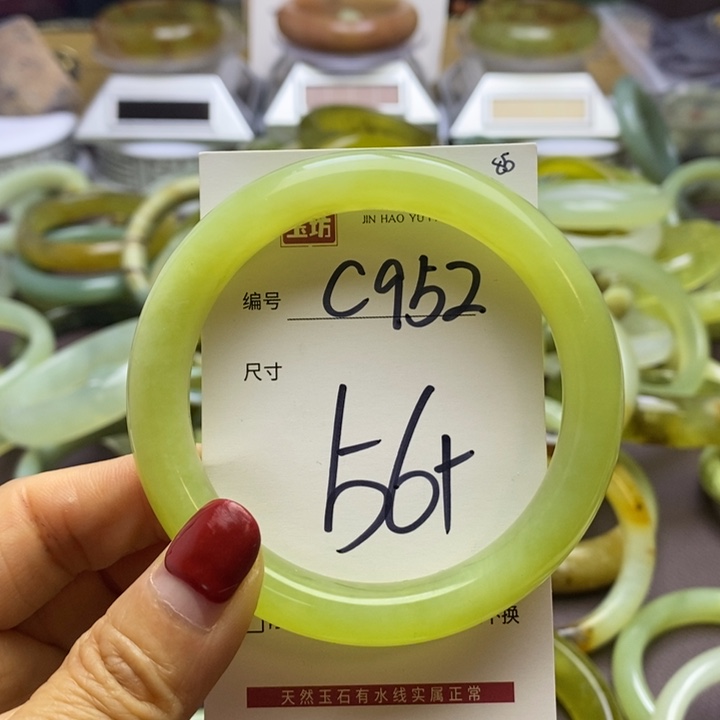 85
玉坊
JIN HAO YU
编号 C952
尺寸
56+
换
天然玉石有水线实属正常